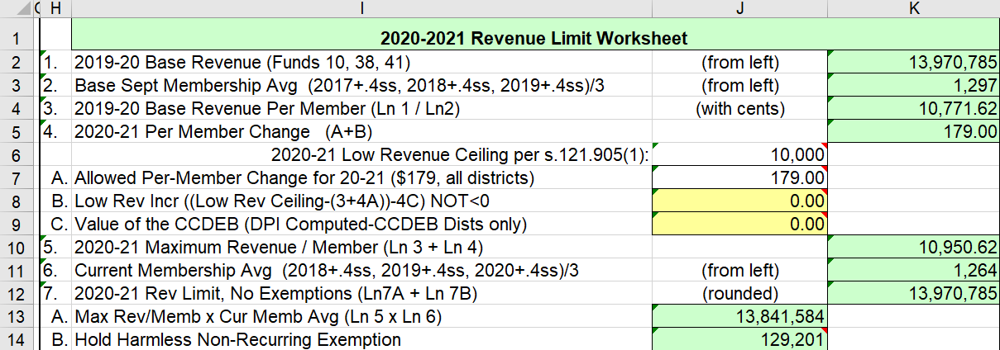 H I J K
1 2020-2021 Revenue Limit Worksheet
2 1. 2019-20 Base Revenue (Funds 10, 38, 41) (from left) 13,970,785
3 2. Base Sept Membership Avg (2017+.4ss, 2018+.4ss, 2019+.4ss)/3 (from left) 1,297
4 3. 2019-20 Base Revenue Per Member (Ln 1 / Ln2) (with cents) 10,771.62
5 4. 2020-21 Per Member Change (A+B) 179.00
6 2020-21 Low Revenue Ceiling per s.121.905(1): 10,000
7 A. Allowed Per-Member Change for 20-21 ($179, all districts) 179.00
8 B. Low Rev Incr ((Low Rev Ceiling-(3+4A))-4C) NOT<0 0.00
9 C. Value of the CCDEB (DPI Computed-CCDEB Dists only) 0.00
10 5. 2020-21 Maximum Revenue / Member (Ln 3 + Ln 4) 10,950.62
11 6. Current Membership Avg (2018+.4ss, 2019+.4ss, 2020+.4ss)/3 (from left) 1,264
12 7. 2020-21 Rev Limit, No Exemptions (Ln7A + Ln 7B) (rounded) 13,970,785
13 A. Max Rev/Memb x Cur Memb Avg (Ln 5 x Ln 6) 13,841,584
14 B. Hold Harmless Non-Recurring Exemption 129,201